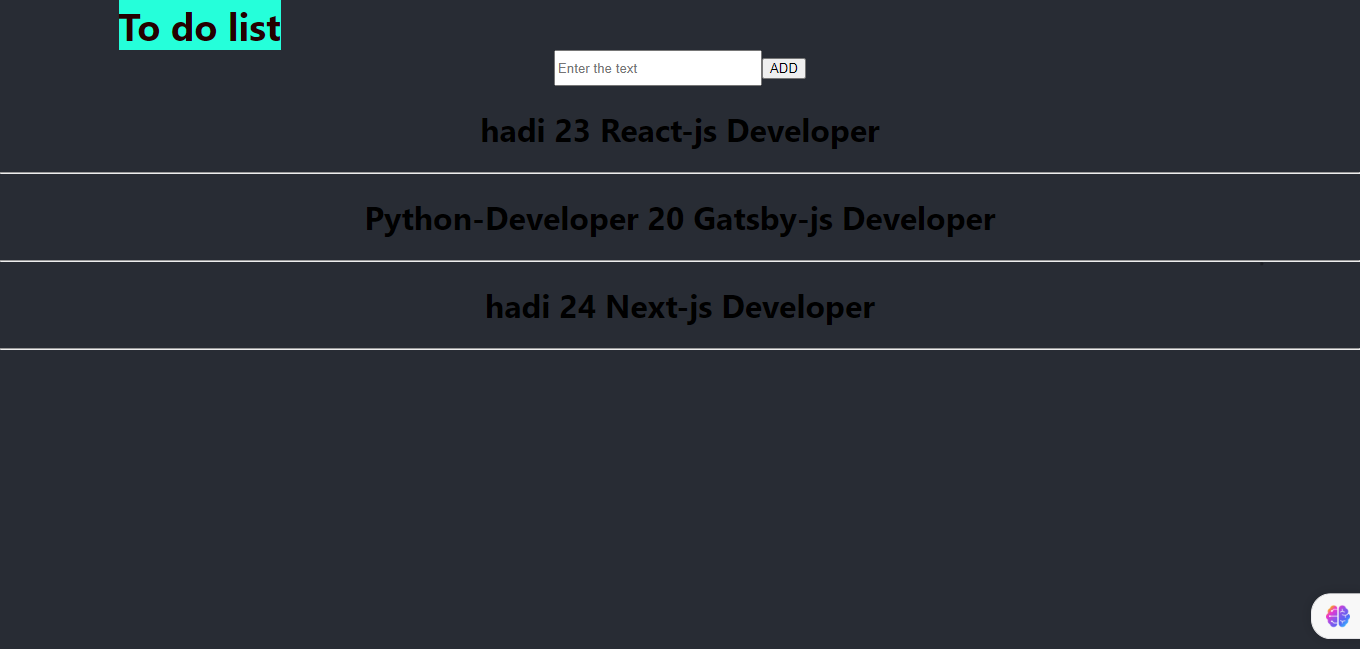 To do list
Enter the text ADD
hadi 23 React-js Developer
Python-Developer 20 Gatsby-js Developer
hadi 24 Next-js Developer